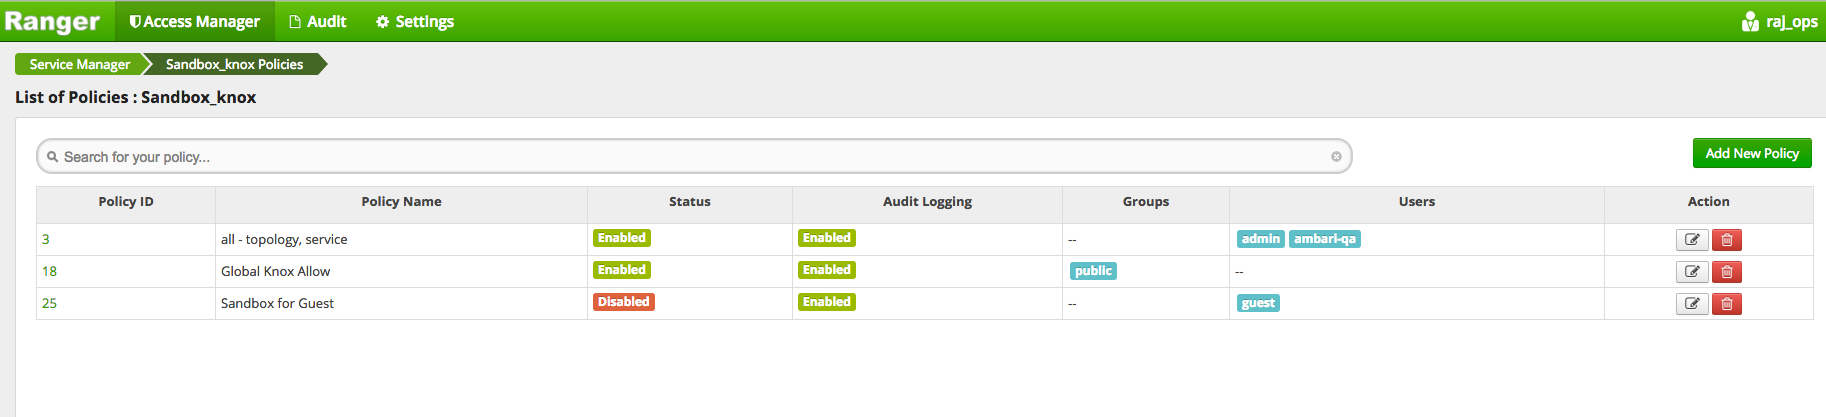 Ranger Access Manager Audit Settings raj_ops
Service Manager Sandbox_knox Policies
List of Policies : Sandbox_knox
Search for your policy... Add New Policy
Policy ID Policy Name Status Audit Logging Groups Users Action
3 all - topology, service Enabled Enabled -- admin ambari-qa
18 Global Knox Allow Enabled Enabled public --
25 Sandbox for Guest Disabled Enabled -- guest